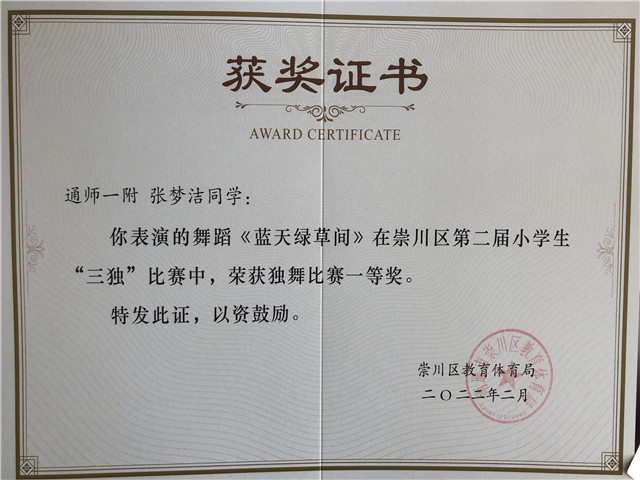 获奖证书
AWARD CERTIFICATE
通师一附 张梦洁同学：
你表演的舞蹈《蓝天绿草间》在崇川区第二届小学生
“三独”比赛中，荣获独舞比赛一等奖。
特发此证，以资鼓励。
崇川区教育体育局
二〇二二年二月